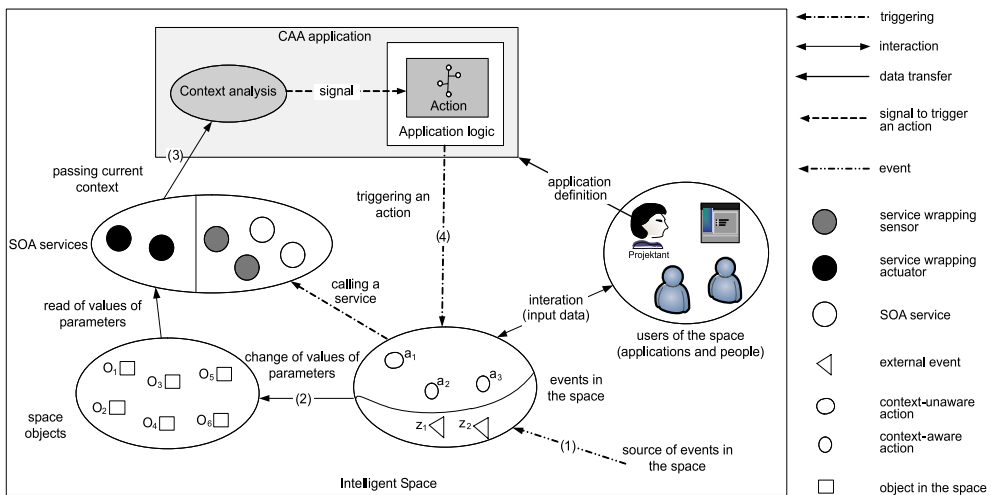 CAA application
Context analysis
signal
Action
Application logic
(3)
passing current
context
triggering an
action
(4)
application
definition
Projektant
SOA services
calling a
service
interation
(input data)
users of the space
(applications and people)
read of values of
parameters
change of values of
parameters
(2)
O1
O2
O3
O4
O5
O6
space
objects
a1
a2
a3
z1
z2
events in
the space
(1)
source of events in
the space
Intelligent Space
triggering
interaction
data transfer
signal to trigger
an action
event
service wrapping
sensor
service wrapping
actuator
SOA service
external event
context-unaware
action
context-aware
action
object in the space